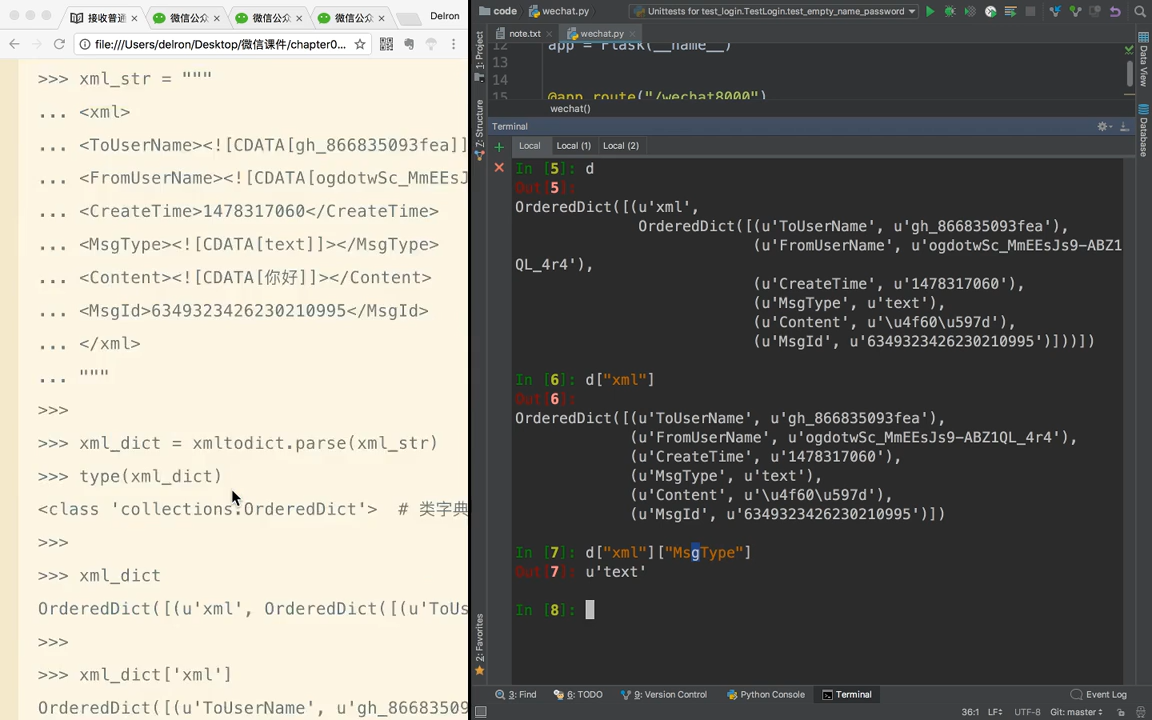 接收普通
微信公众
微信公众
微信公众
Delron
file:///Users/delron/Desktop/微信课件/chapter0...
>>> xml_str = """
... <xml>
... <ToUserName><![CDATA[gh_866835093fea]]
... <FromUserName><![CDATA[ogdotwSc_MmEEsJ
... <CreateTime>1478317060</CreateTime>
... <MsgType><![CDATA[text]]></MsgType>
... <Content><![CDATA[你好]]></Content>
... <MsgId>6349323426230210995</MsgId>
... </xml>
... """
>>>
>>> xml_dict = xmltodict.parse(xml_str)
>>> type(xml_dict)
<class 'collections.OrderedDict'>  # 类字典
>>>
>>> xml_dict
OrderedDict([(u'xml', OrderedDict([(u'ToUs
>>>
>>> xml_dict['xml']
OrderedDict([(u'ToUserName', u'gh_8668350
code
wechat.py
Unittests for test_login.TestLogin.test_empty_name_password
note.txt
wechat.py
12
app = Flask(__name__)
13
14
15
@app.route("/wechat8000")
wechat()
1: Project
7: Structure
2: Favorites
Data View
Database
Terminal
Local
Local (1)
Local (2)
In [5]: d
Out[5]:
OrderedDict([(u'xml',
OrderedDict([(u'ToUserName', u'gh_866835093fea'),
(u'FromUserName', u'ogdotwSc_MmEEsJs9-ABZ1
QL_4r4'),
(u'CreateTime', u'1478317060'),
(u'MsgType', u'text'),
(u'Content', u'\u4f60\u597d'),
(u'MsgId', u'6349323426230210995')]))])
In [6]: d["xml"]
Out[6]:
OrderedDict([(u'ToUserName', u'gh_866835093fea'),
(u'FromUserName', u'ogdotwSc_MmEEsJs9-ABZ1QL_4r4'),
(u'CreateTime', u'1478317060'),
(u'MsgType', u'text'),
(u'Content', u'\u4f60\u597d'),
(u'MsgId', u'6349323426230210995')])
In [7]: d["xml"]["MsgType"]
Out[7]: u'text'
In [8]:
3: Find
6: TODO
9: Version Control
Python Console
Terminal
Event Log
36:1
LF÷
UTF-8
Git: master÷